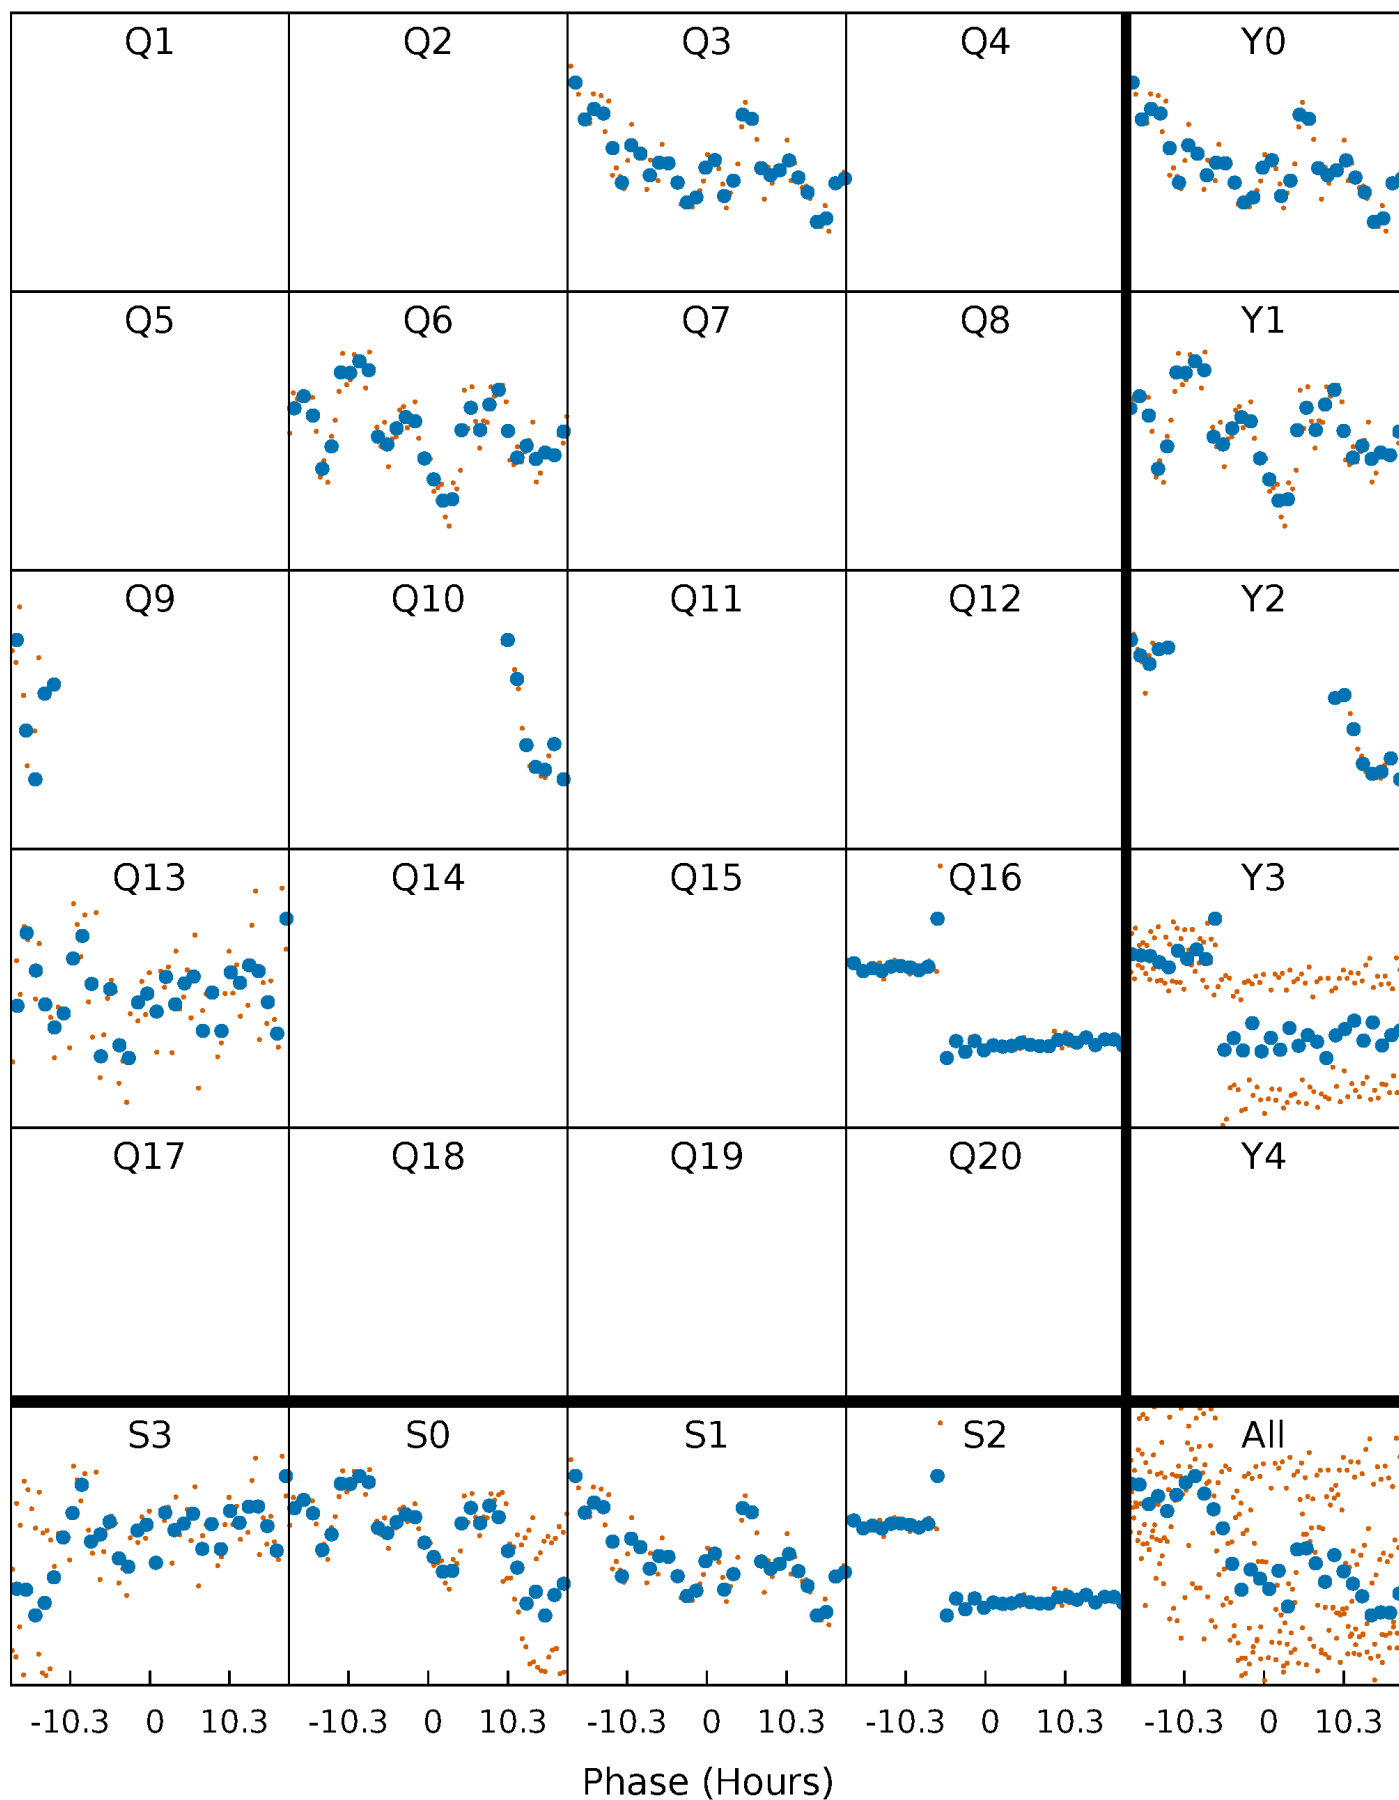 Q1 Q2 Q3 Q4 Y0
Q5 Q6 Q7 Q8 Y1
Q9 Q10 Q11 Q12 Y2
Q13 Q14 Q15 Q16 Y3
Q17 Q18 Q19 Q20 Y4
S3 S0 S1 S2 All
-10.3 0 10.3 -10.3 0 10.3 -10.3 0 10.3 -10.3 0 10.3 -10.3 0 10.3
Phase (Hours)